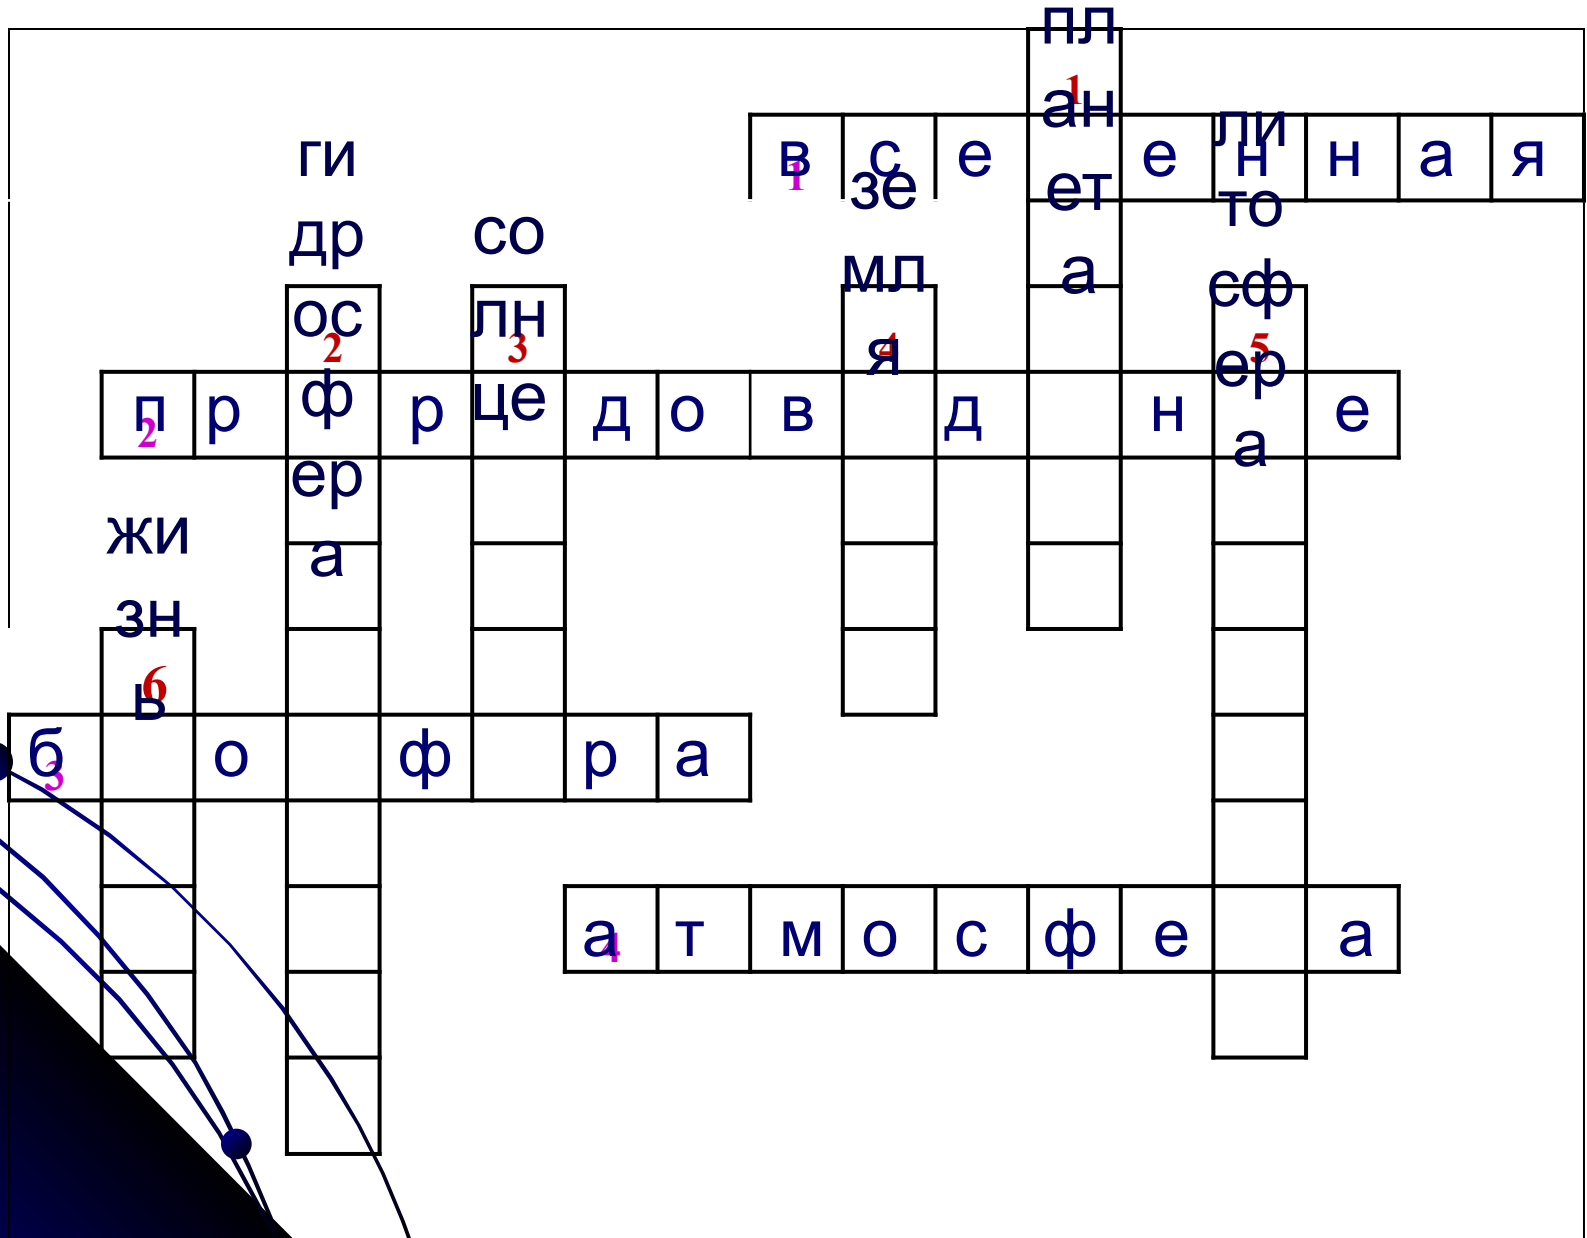 пл
ан
ет
а
1
в с е е н н а я
1
ли
то
сф
ер
а
5
ги
др
ос
ф
ер
а
2
со
лн
це
3
зе
мл
я
4
п р р д о в д н е
2
жи
зн
ь
6
б о ф р а
3
а т м о с ф е а
4